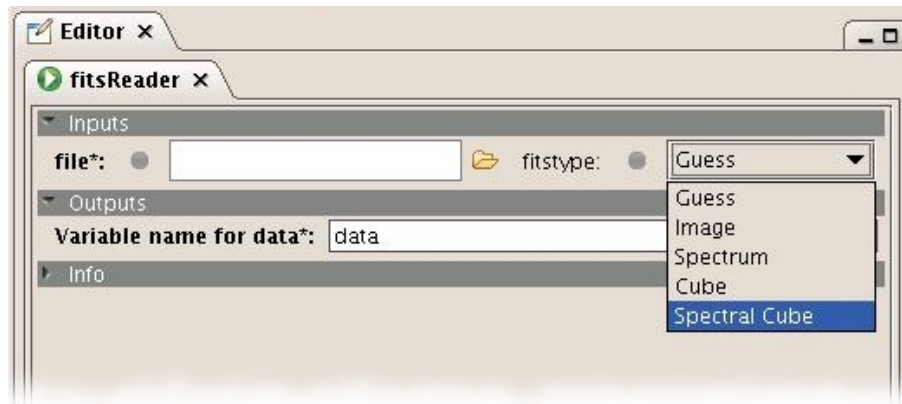 Editor
fitsReader
Inputs
file*: fitstype: Guess
Guess
Image
Spectrum
Cube
Spectral Cube
Outputs
Variable name for data*: data
Info